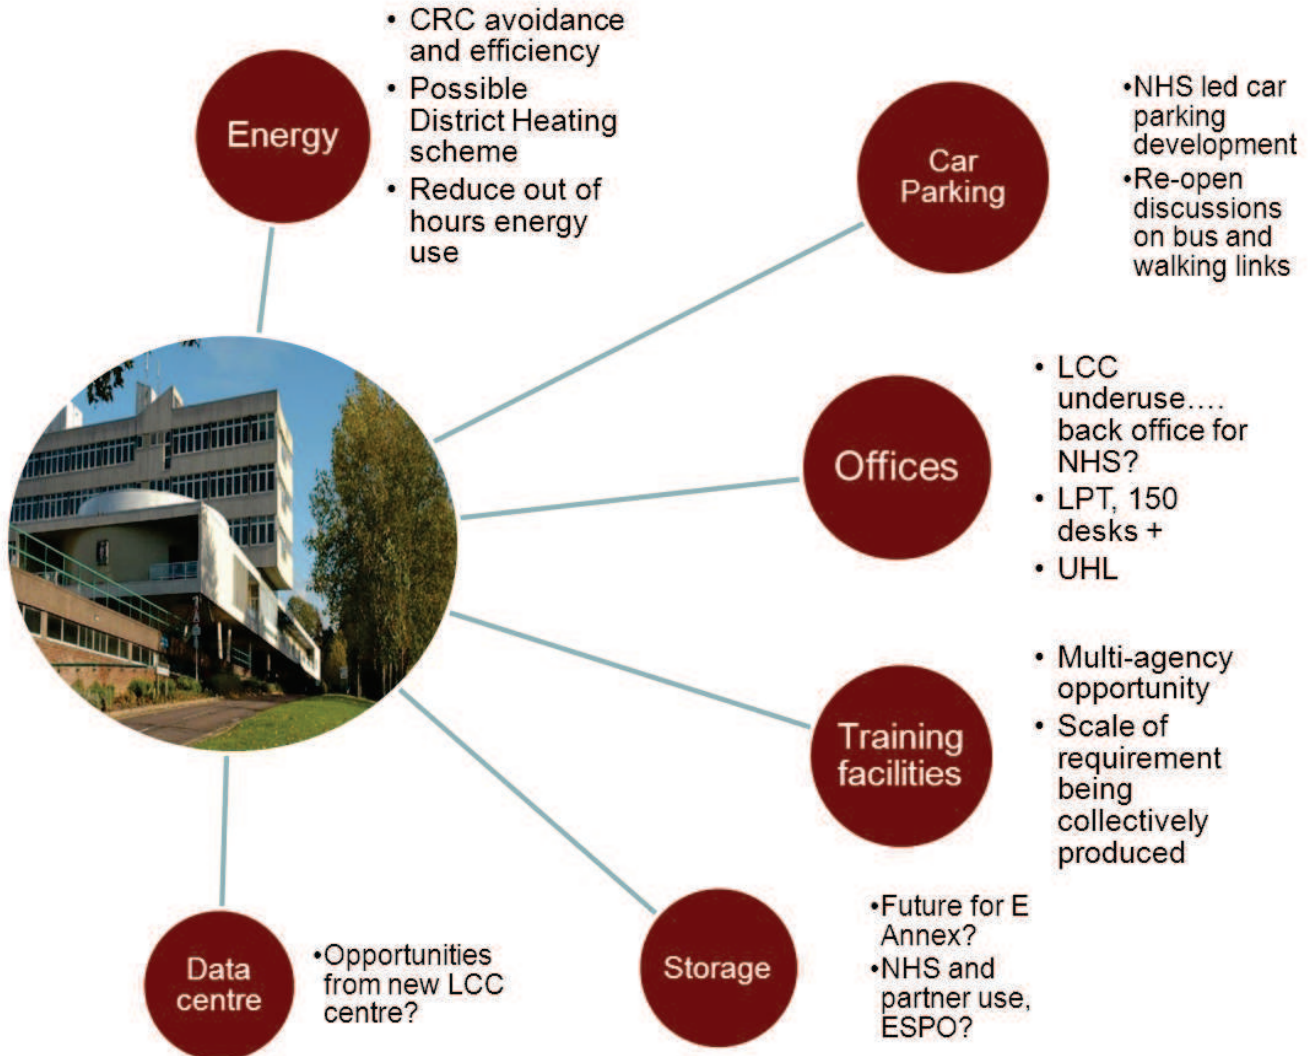 Energy
• CRC avoidance
and efficiency
• Possible
District Heating
scheme
• Reduce out of
hours energy
use
Car
Parking
•NHS led car
parking
development
•Re-open
discussions
on bus and
walking links
Offices
• LCC
underuse....
back office for
NHS?
• LPT, 150
desks +
• UHL
Training
facilities
• Multi-agency
opportunity
• Scale of
requirement
being
collectively
produced
Storage
•Future for E
Annex?
•NHS and
partner use,
ESPO?
Data
centre
•Opportunities
from new LCC
centre?